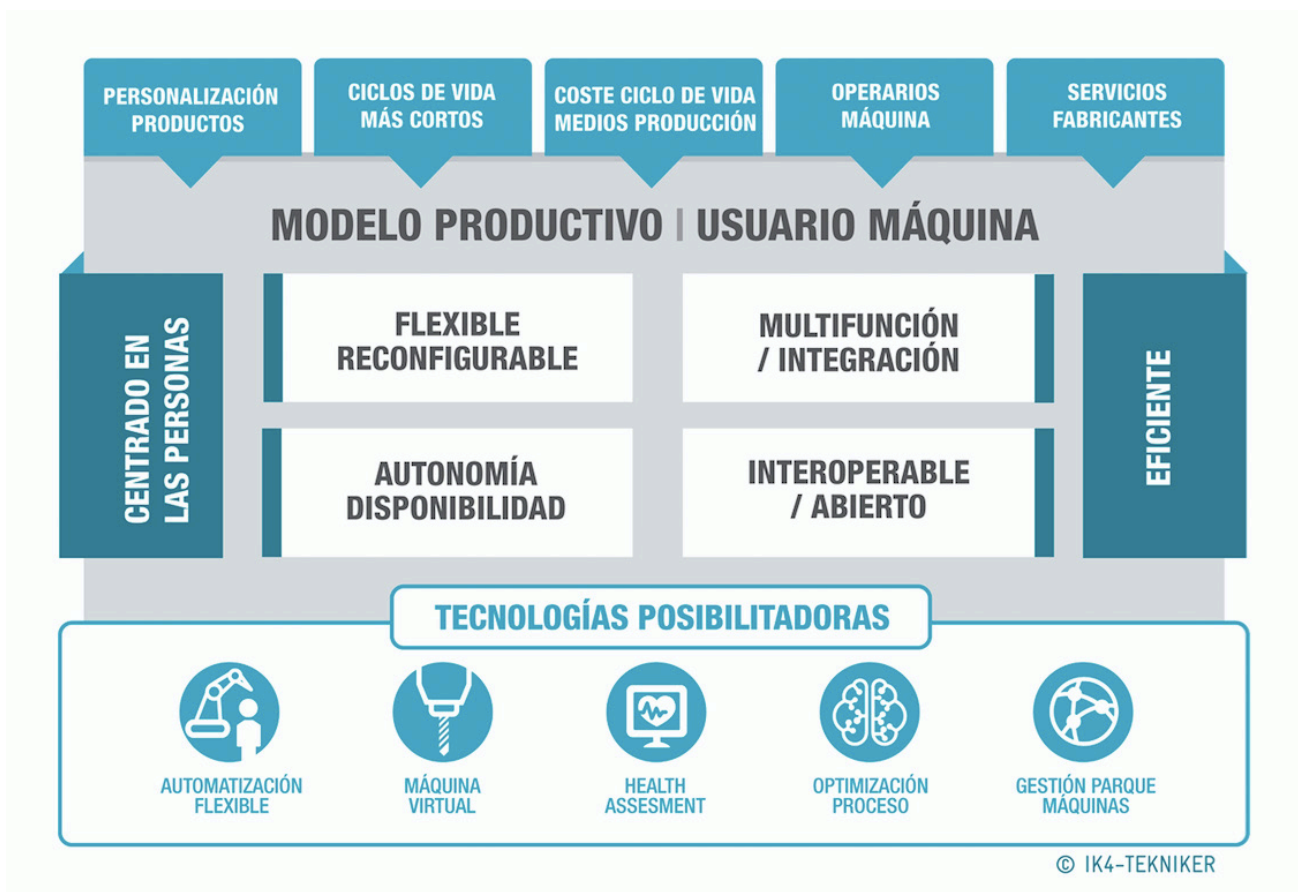 PERSONALIZACIÓN
PRODUCTOS
CICLOS DE VIDA
MÁS CORTOS
COSTE CICLO DE VIDA
MEDIOS PRODUCCIÓN
OPERARIOS
MÁQUINA
SERVICIOS
FABRICANTES
MODELO PRODUCTIVO | USUARIO MÁQUINA
CENTRADO EN
LAS PERSONAS
FLEXIBLE
RECONFIGURABLE
MULTIFUNCIÓN
/ INTEGRACIÓN
AUTONOMÍA
DISPONIBILIDAD
INTEROPERABLE
/ ABIERTO
EFICIENTE
TECNOLOGÍAS POSIBILITADORAS
AUTOMATIZACIÓN
FLEXIBLE
MÁQUINA
VIRTUAL
HEALTH
ASSESMENT
OPTIMIZACIÓN
PROCESO
GESTIÓN PARQUE
MÁQUINAS
© IK4-TEKNIKER